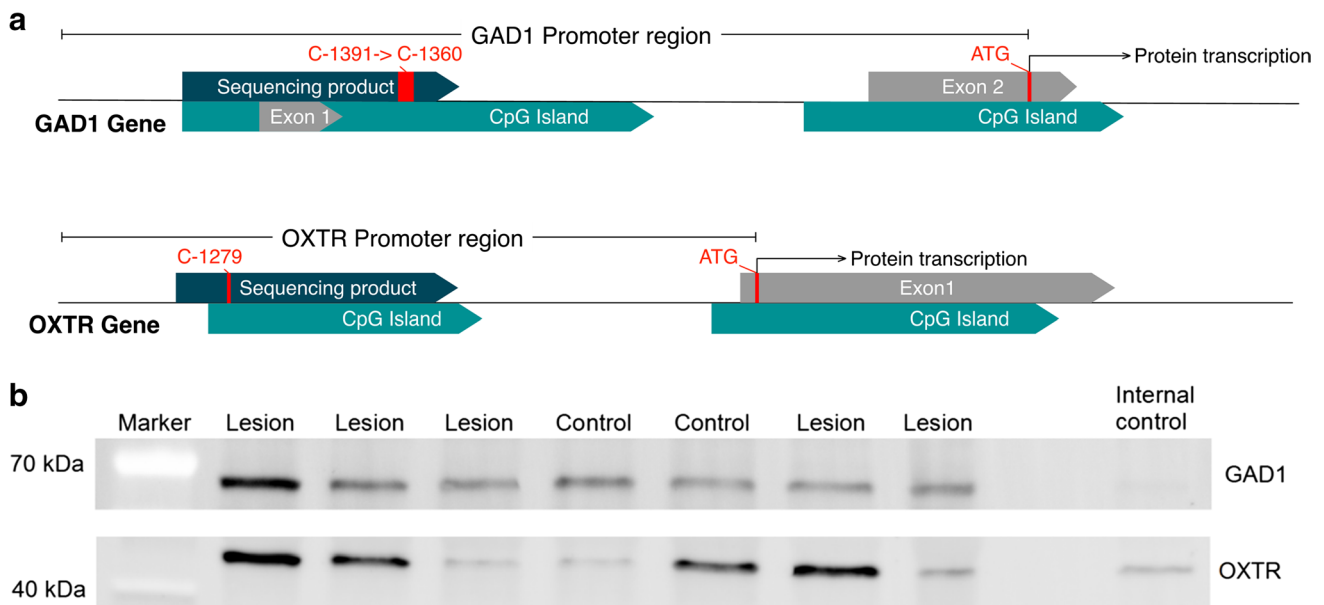 a
GAD1 Promoter region
C-1391-> C-1360
ATG
Protein transcription
Sequencing product
Exon 2
GAD1 Gene
Exon 1
CpG Island
CpG Island
OXTR Promoter region
C-1279
ATG
Protein transcription
Sequencing product
Exon1
OXTR Gene
CpG Island
CpG Island
b
Marker Lesion Lesion Lesion Control Control Lesion Lesion Internal
control
70 kDa
GAD1
OXTR
40 kDa